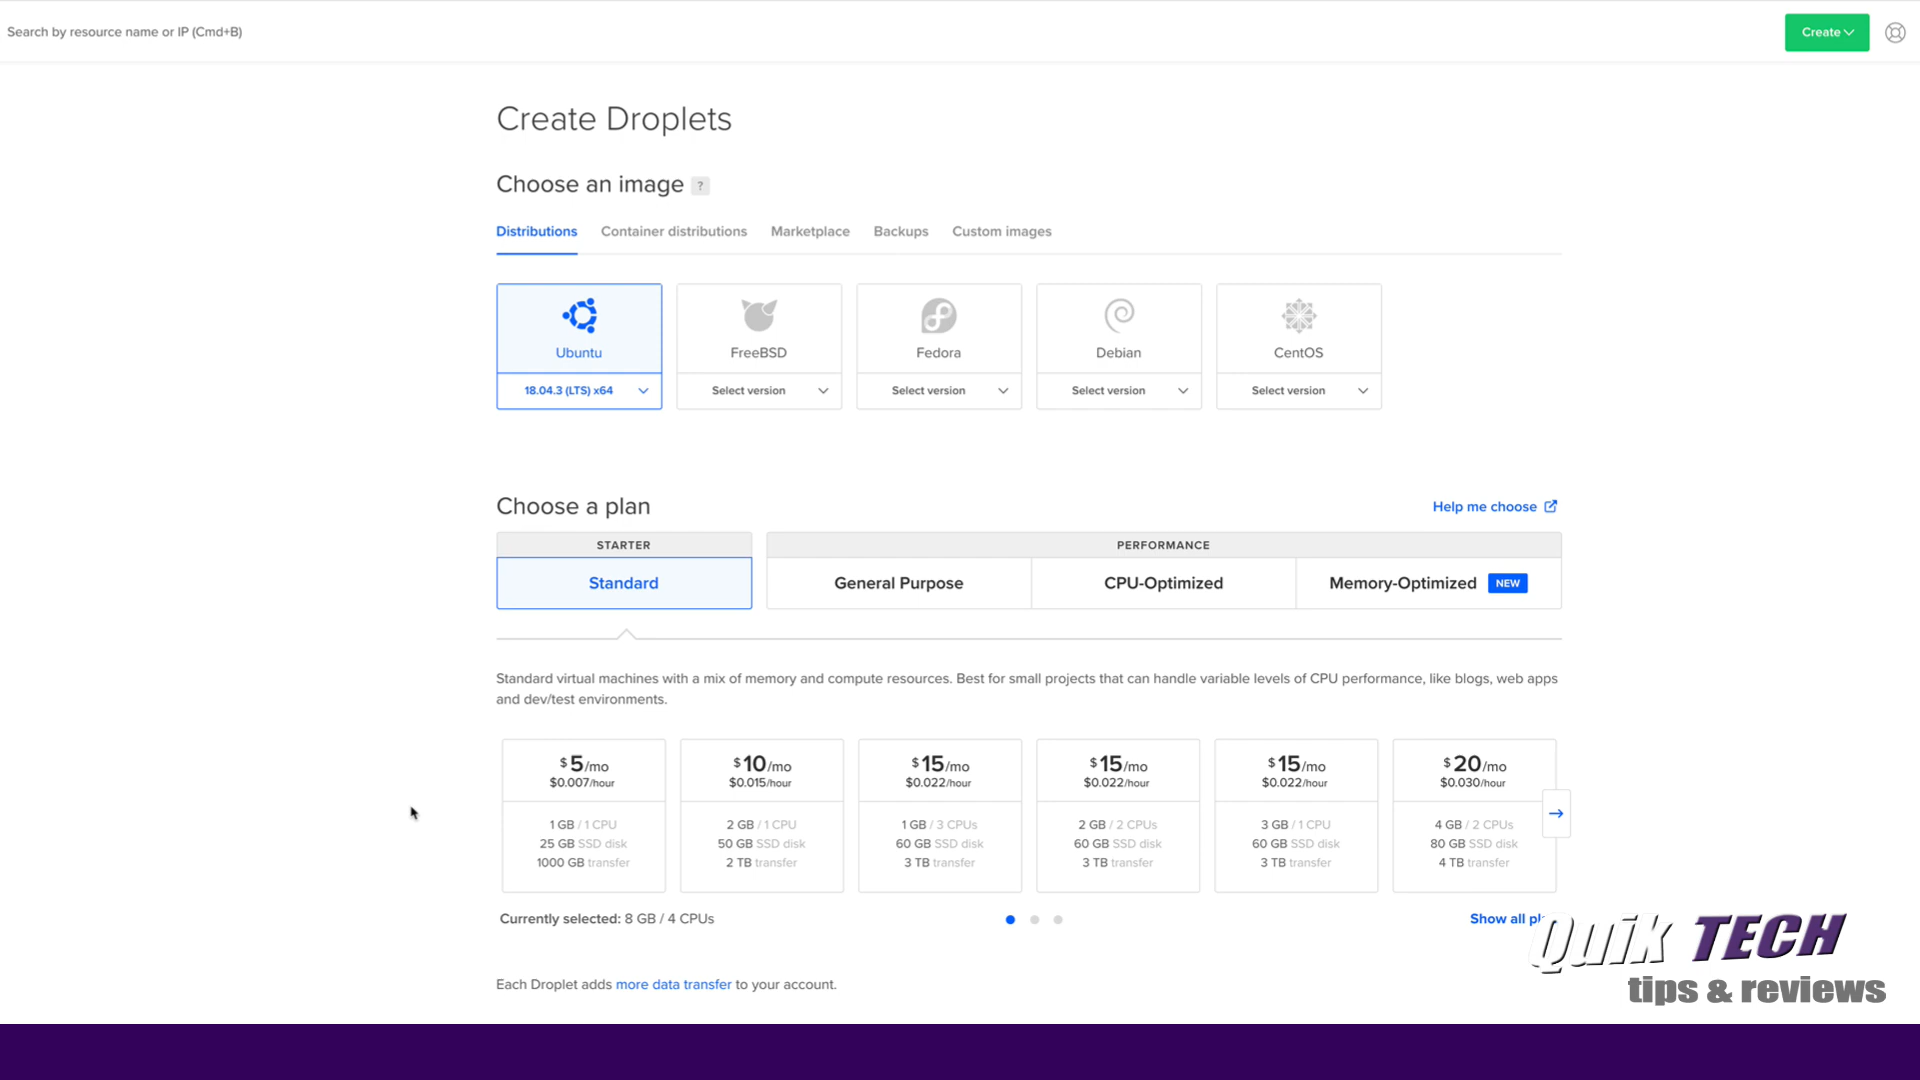 Search by resource name or IP (Cmd+B)
Create
Create Droplets
Choose an image ?
Distributions Container distributions Marketplace Backups Custom images
Ubuntu FreeBSD Fedora Debian CentOS
18.04.3 (LTS) x64 Select version Select version Select version Select version
Choose a plan Help me choose
STARTER PERFORMANCE
Standard General Purpose CPU-Optimized Memory-Optimized NEW
Standard virtual machines with a mix of memory and compute resources. Best for small projects that can handle variable levels of CPU performance, like blogs, web apps
and dev/test environments.
$5/mo $10/mo $15/mo $15/mo $15/mo $20/mo
$0.007/hour $0.015/hour $0.022/hour $0.022/hour $0.022/hour $0.030/hour
1 GB / 1 CPU 2 GB / 1 CPU 1 GB / 3 CPUs 2 GB / 2 CPUs 3 GB / 1 CPU 4 GB / 2 CPUs
25 GB SSD disk 50 GB SSD disk 60 GB SSD disk 60 GB SSD disk 60 GB SSD disk 80 GB SSD disk
1000 GB transfer 2 TB transfer 3 TB transfer 3 TB transfer 3 TB transfer 4 TB transfer
Currently selected: 8 GB / 4 CPUs Show all
Quik TECH
tips & reviews
Each Droplet adds more data transfer to your account.